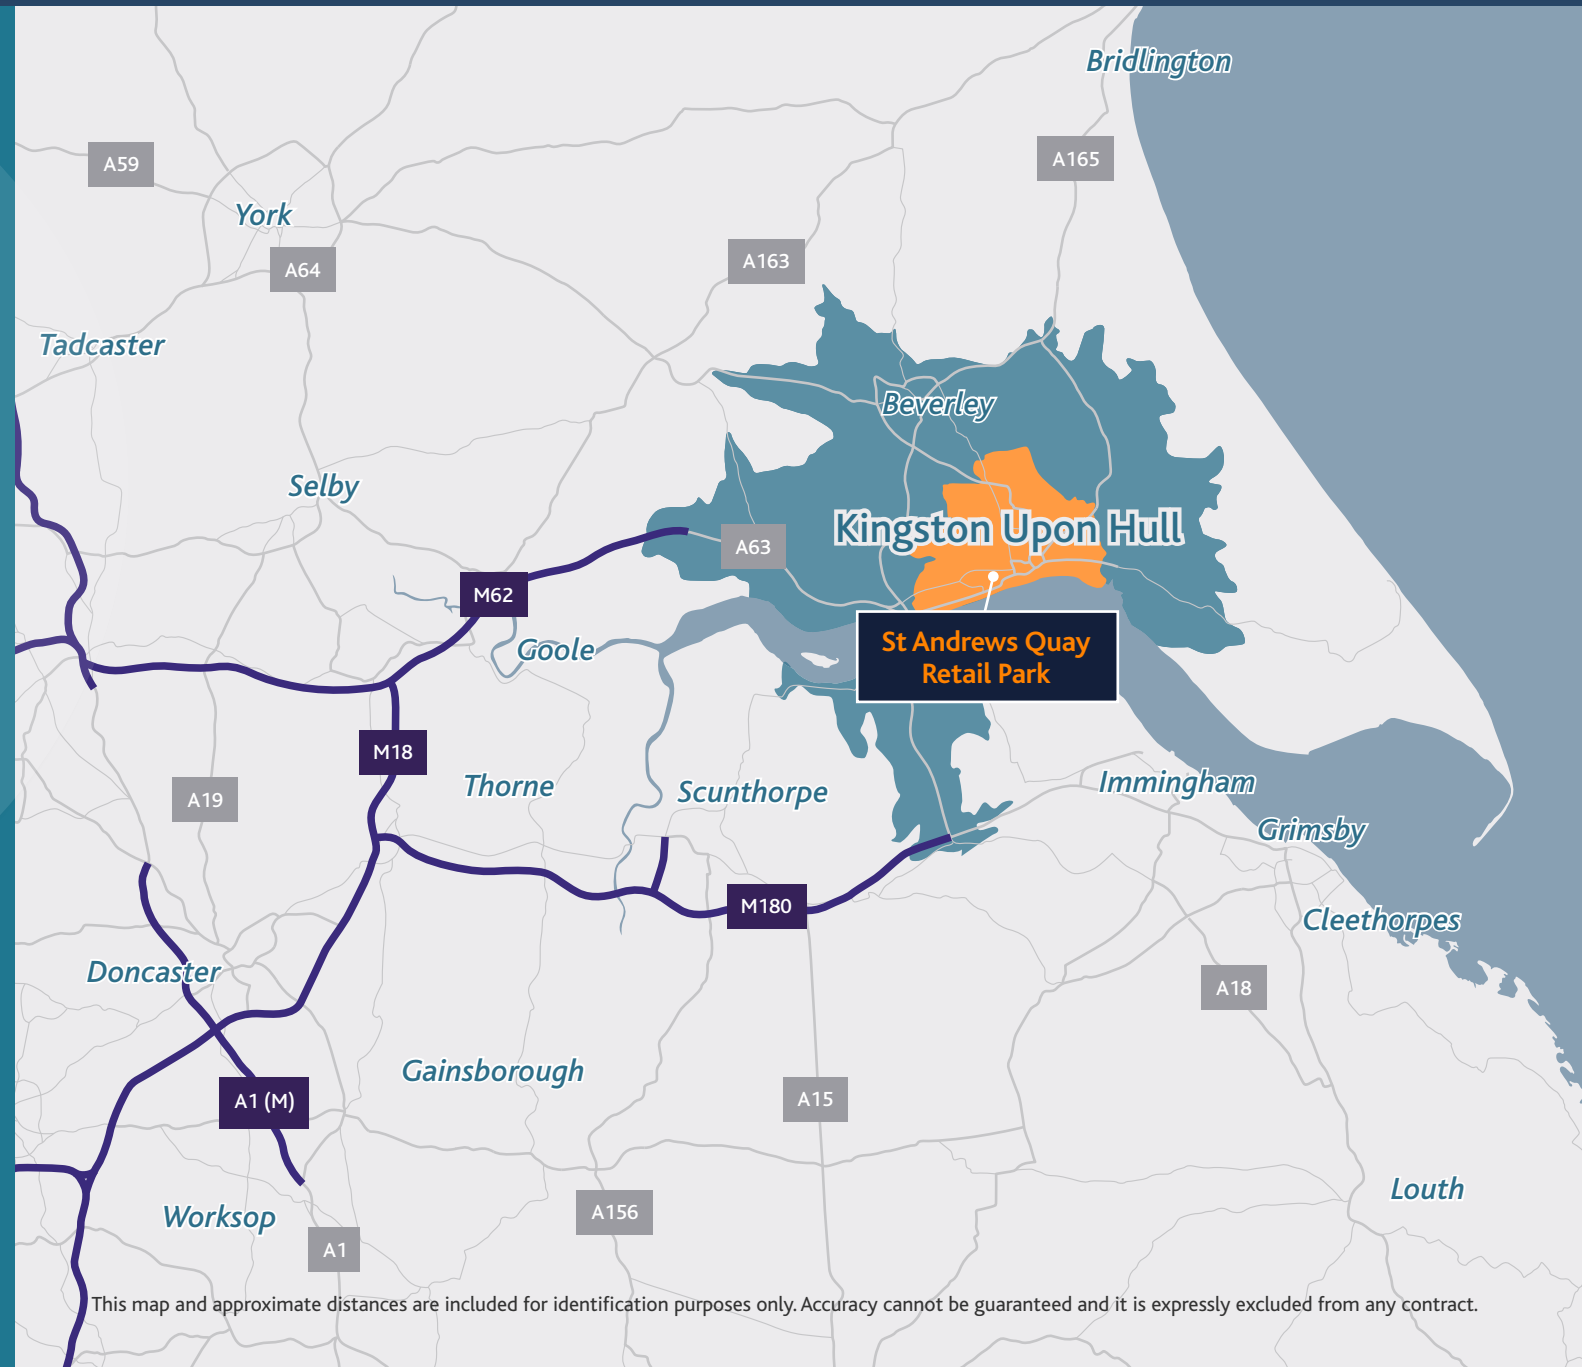 Bridlington
A59
A165
York
A64
A163
Tadcaster
Beverley
Selby
Kingston Upon Hull
A63
M62
Goole
St Andrews Quay
Retail Park
M18
Thorne
Scunthorpe
Immingham
A19
Grimsby
M180
Cleethorpes
Doncaster
A18
Gainsborough
A1 (M)
A15
Louth
Worksop
A156
A1
This map and approximate distances are included for identification purposes only. Accuracy cannot be guaranteed and it is expressly excluded from any contract.